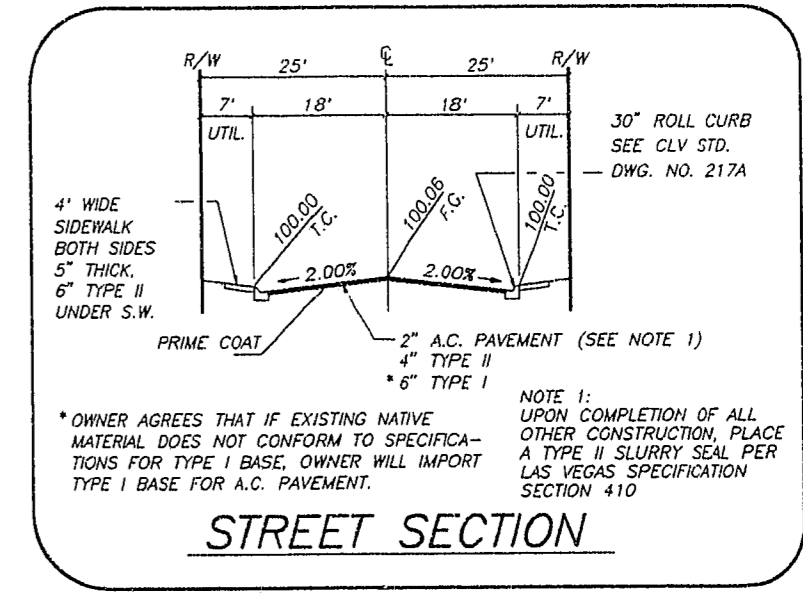 R/W ℄ R/W
25' 25'
7' 18' 18' 7'
UTIL. UTIL.
30" ROLL CURB
SEE CLV STD.
DWG. NO. 217A
4' WIDE
SIDEWALK
BOTH SIDES
5" THICK,
6" TYPE II
UNDER S.W.
100.00
T.C.
100.06
F.G.
100.00
T.C.
2.00% 2.00%
PRIME COAT
2" A.C. PAVEMENT (SEE NOTE 1)
4" TYPE II
* 6" TYPE I
* OWNER AGREES THAT IF EXISTING NATIVE
MATERIAL DOES NOT CONFORM TO SPECIFICA-
TIONS FOR TYPE I BASE, OWNER WILL IMPORT
TYPE I BASE FOR A.C. PAVEMENT.
NOTE 1:
UPON COMPLETION OF ALL
OTHER CONSTRUCTION, PLACE
A TYPE II SLURRY SEAL PER
LAS VEGAS SPECIFICATION
SECTION 410
STREET SECTION